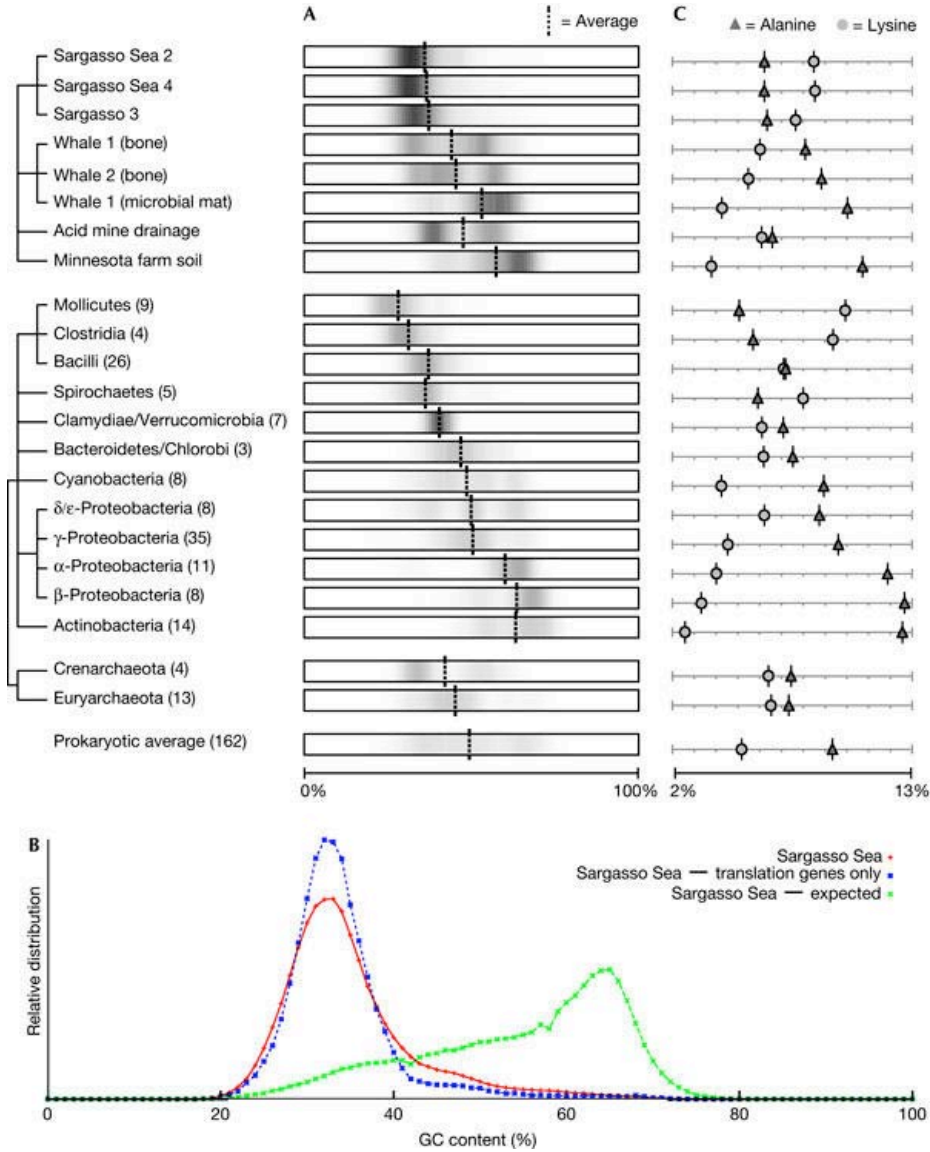 A
= Average
C
▲ = Alanine ● = Lysine
Sargasso Sea 2
Sargasso Sea 4
Sargasso 3
Whale 1 (bone)
Whale 2 (bone)
Whale 1 (microbial mat)
Acid mine drainage
Minnesota farm soil
Mollicutes (9)
Clostridia (4)
Bacilli (26)
Spirochaetes (5)
Clamydiae/Verrucomicrobia (7)
Bacteroidetes/Chlorobi (3)
Cyanobacteria (8)
δ/ε-Proteobacteria (8)
γ-Proteobacteria (35)
α-Proteobacteria (11)
β-Proteobacteria (8)
Actinobacteria (14)
Crenarchaeota (4)
Euryarchaeota (13)
Prokaryotic average (162)
0% 100% 2% 13%
B
Sargasso Sea
Sargasso Sea — translation genes only
Sargasso Sea — expected
Relative distribution
0 20 40 60 80 100
GC content (%)